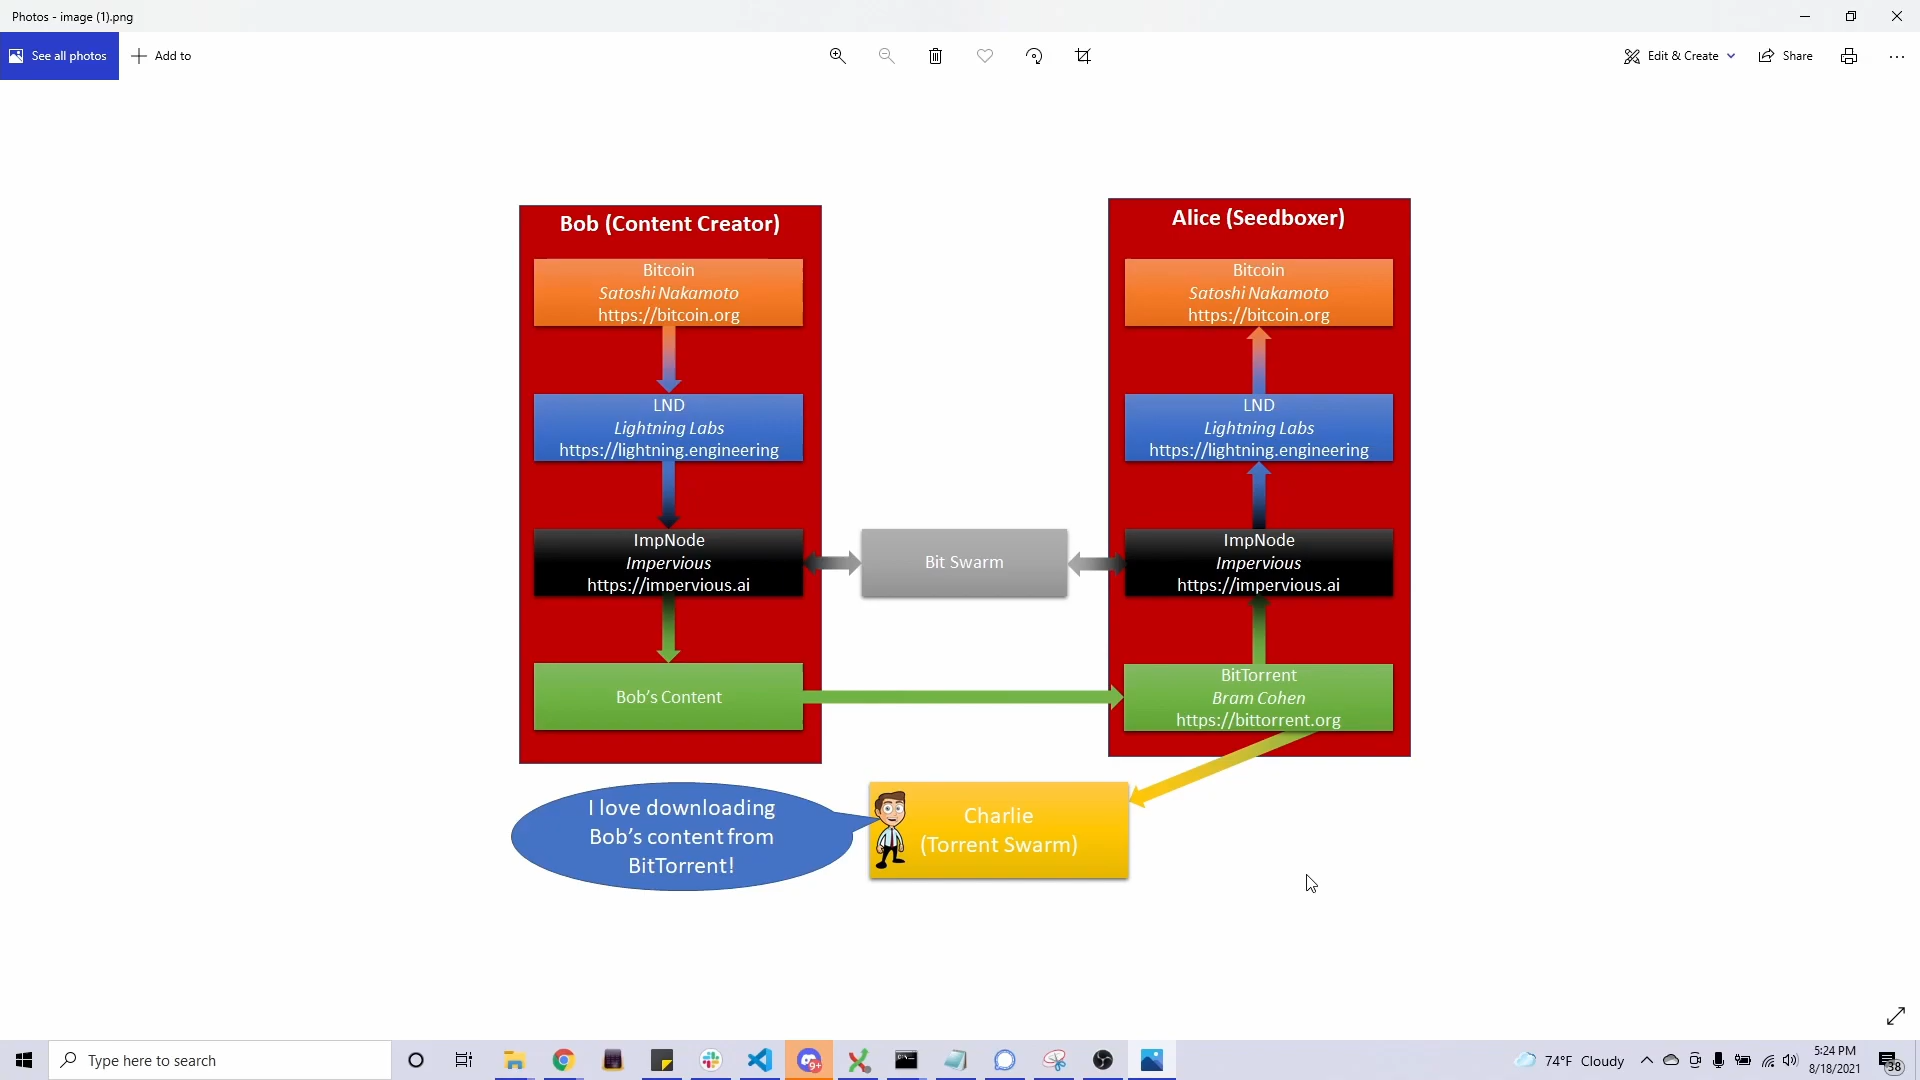 Photos - image (1).png
See all photos
Add to
Edit & Create
Share
Bob (Content Creator)
Bitcoin
Satoshi Nakamoto
https://bitcoin.org
LND
Lightning Labs
https://lightning.engineering
ImpNode
Impervious
https://impervious.ai
Bob's Content
Bit Swarm
Alice (Seedboxer)
Bitcoin
Satoshi Nakamoto
https://bitcoin.org
LND
Lightning Labs
https://lightning.engineering
ImpNode
Impervious
https://impervious.ai
BitTorrent
Bram Cohen
https://bittorrent.org
I love downloading
Bob's content from
BitTorrent!
Charlie
(Torrent Swarm)
Type here to search
9+
74°F Cloudy
5:24 PM
8/18/2021
38